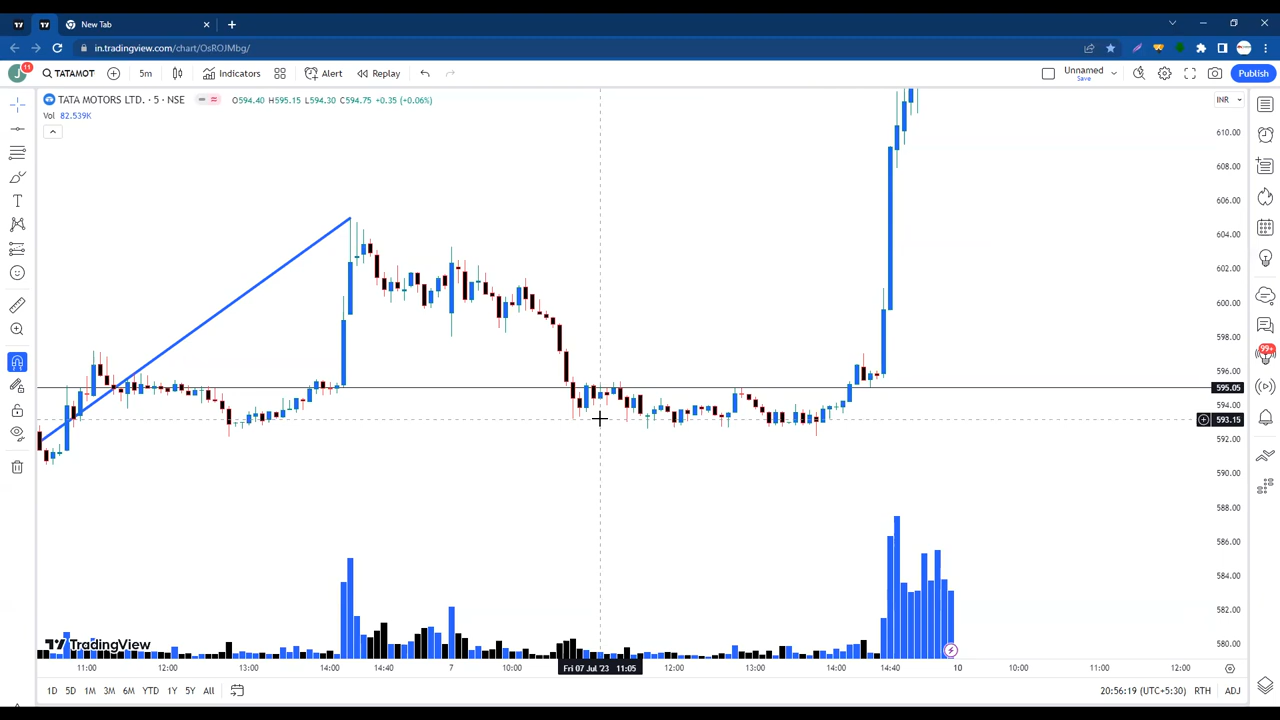 New Tab
in.tradingview.com/chart/OsROJMbg/
J 11 TATAMOT 5m Indicators Alert Replay Unnamed Save Publish
TATA MOTORS LTD. · 5 · NSE O594.40 H595.15 L594.30 C594.75 +0.35 (+0.06%) INR
Vol 82.539K
610.00
608.00
606.00
604.00
602.00
600.00
598.00
596.00
595.05
594.00
593.15
592.00
590.00
588.00
586.00
584.00
582.00
580.00
99+
TradingView
11:00 12:00 13:00 14:00 14:40 7 10:00 Fri 07 Jul '23 11:05 12:00 13:00 14:00 14:40 10 10:00 11:00 12:00
1D 5D 1M 3M 6M YTD 1Y 5Y All 20:56:19 (UTC+5:30) RTH ADJ